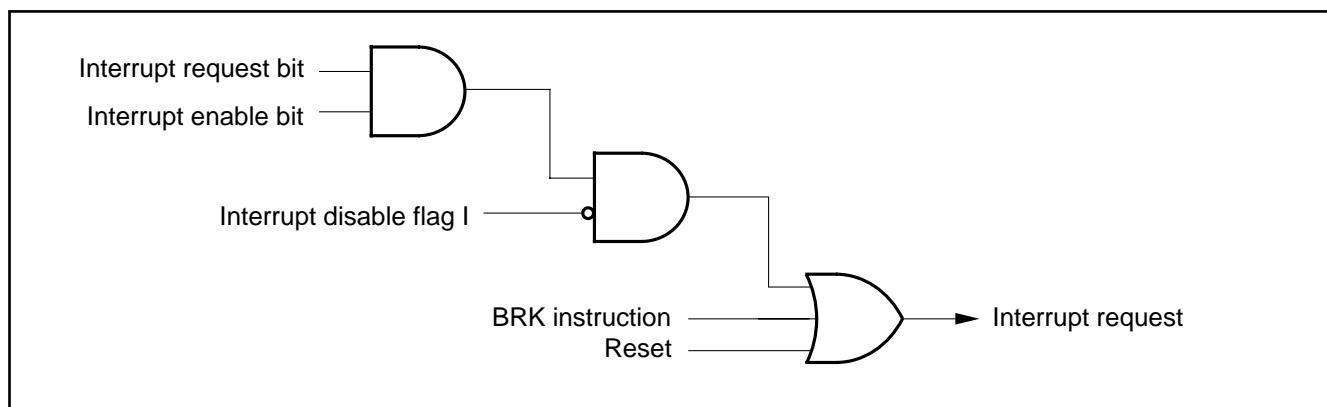 Interrupt request bit
Interrupt enable bit
Interrupt disable flag I
BRK instruction
Interrupt request
Reset